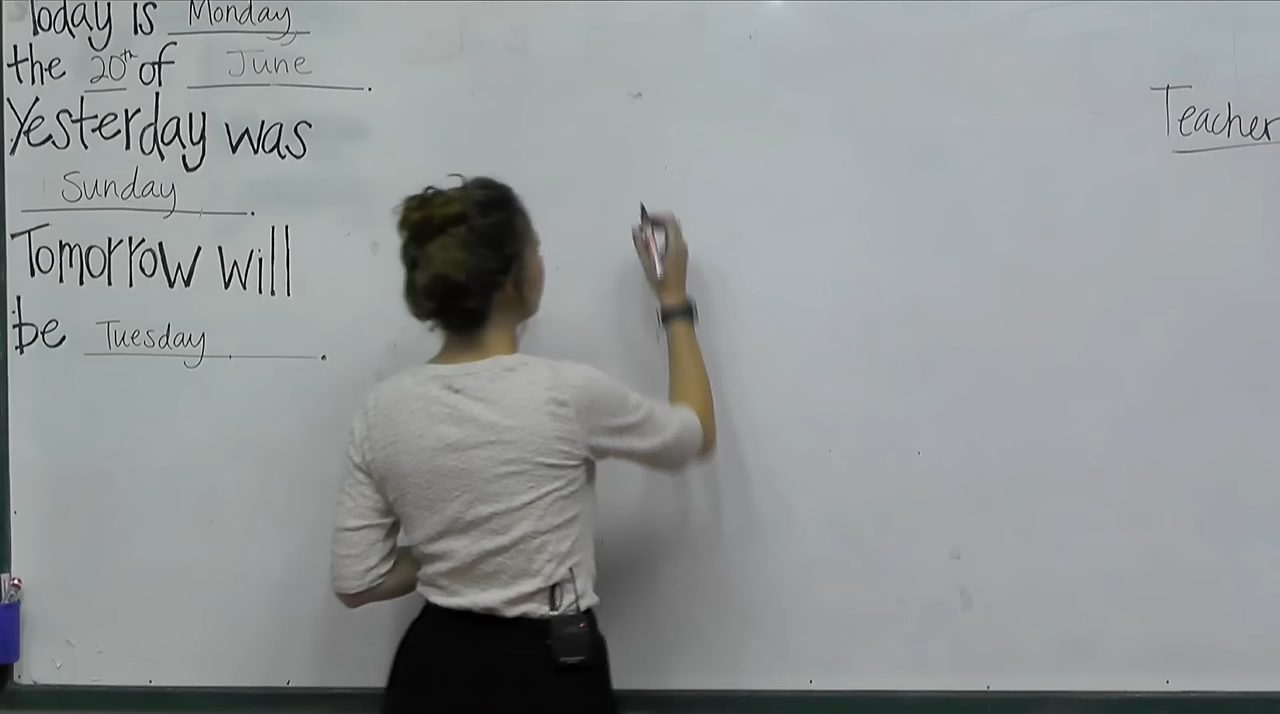 Today is Monday
the 20th of June.
Yesterday was
Sunday.
Tomorrow will
be Tuesday.
Teacher